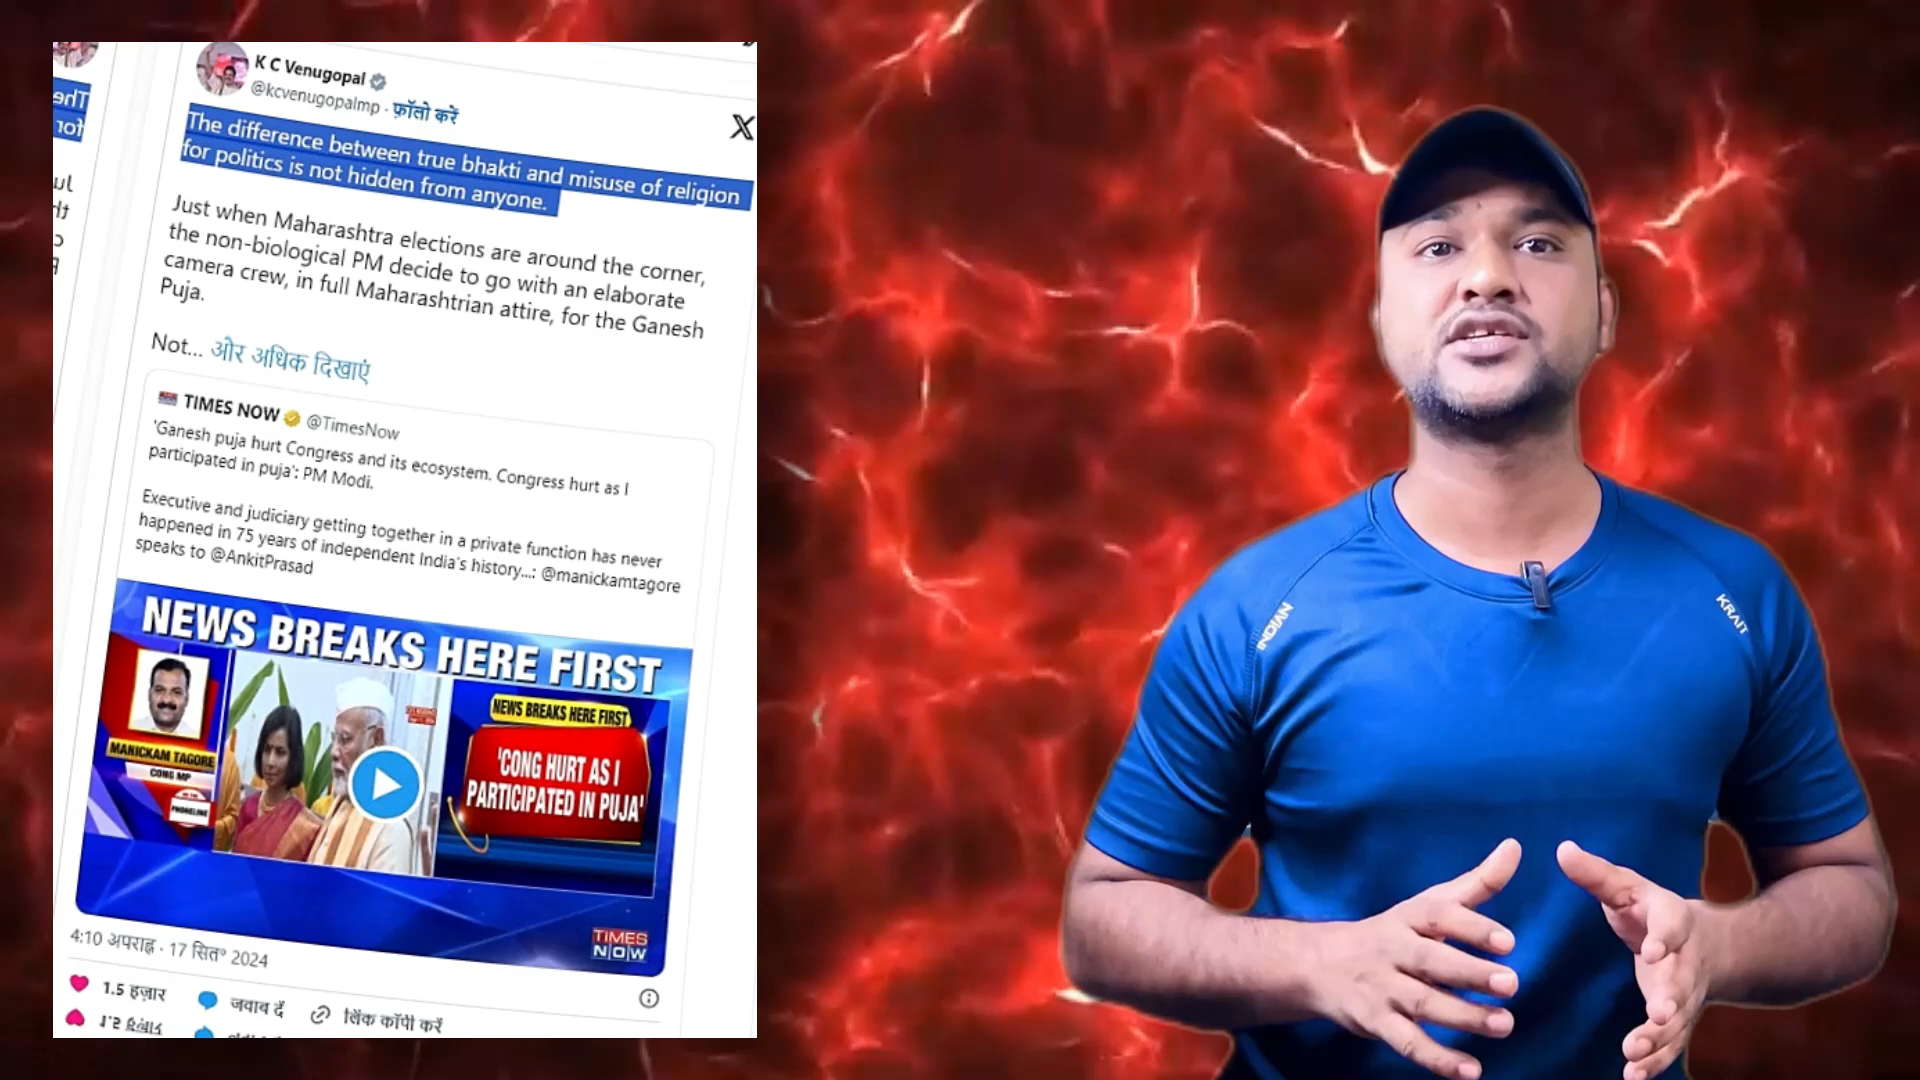 K C Venugopal
@kcvenugopalmp · फ़ॉलो करें
The difference between true bhakti and misuse of religion
for politics is not hidden from anyone.
Just when Maharashtra elections are around the corner,
the non-biological PM decide to go with an elaborate
camera crew, in full Maharashtrian attire, for the Ganesh
Puja.
Not... ओर अधिक दिखाएं
TIMES NOW @TimesNow
'Ganesh puja hurt Congress and its ecosystem. Congress hurt as I
participated in puja': PM Modi.
Executive and judiciary getting together in a private function has never
happened in 75 years of independent India's history...: @manickamtagore
speaks to @AnkitPrasad
NEWS BREAKS HERE FIRST
MANICKAM TAGORE
CONG MP
ON THE
PHONELINE
NEWS BREAKS HERE FIRST
'CONG HURT AS I
PARTICIPATED IN PUJA'
TIMES
NOW
4:10 अपराह्न · 17 सित° 2024
1.5 हज़ार जवाब दें लिंक कॉपी करें
INDIAN
KRAIT